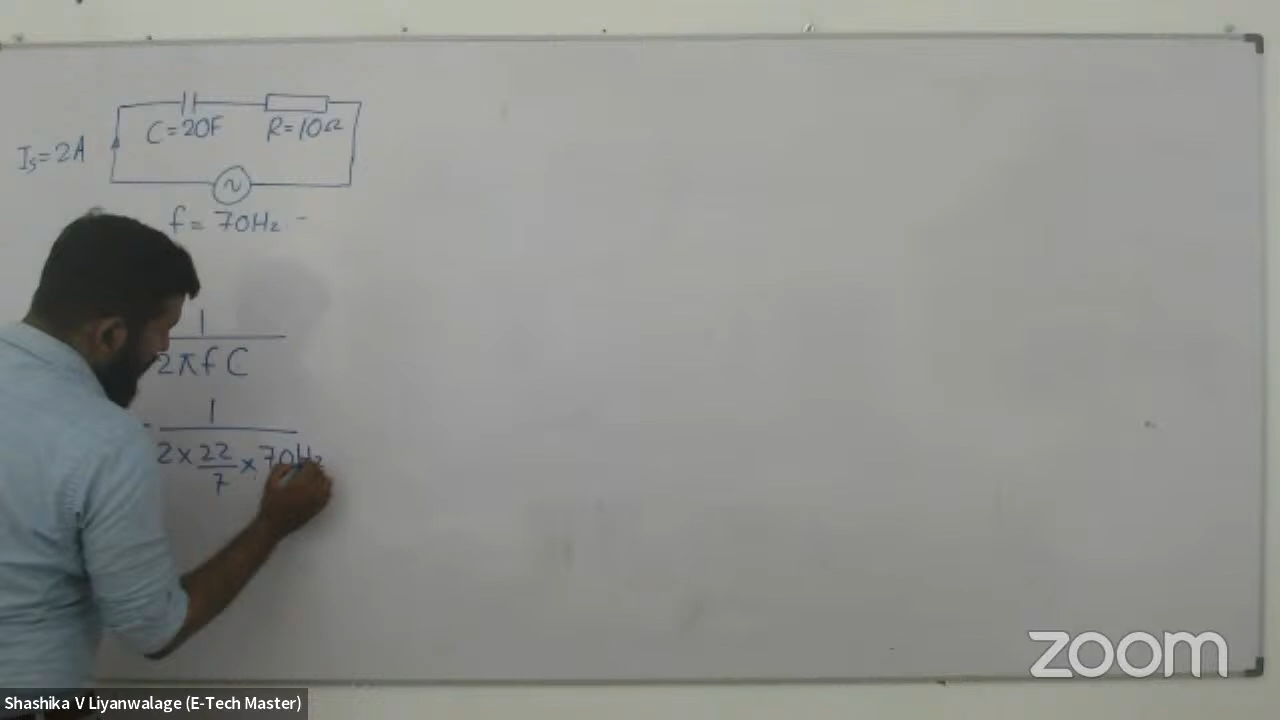 C=20F R=10Ω
Is=2A
~
f= 70Hz -
1
2πfC
1
2×22/7×70Hz
zoom
Shashika V Liyanwalage (E-Tech Master)